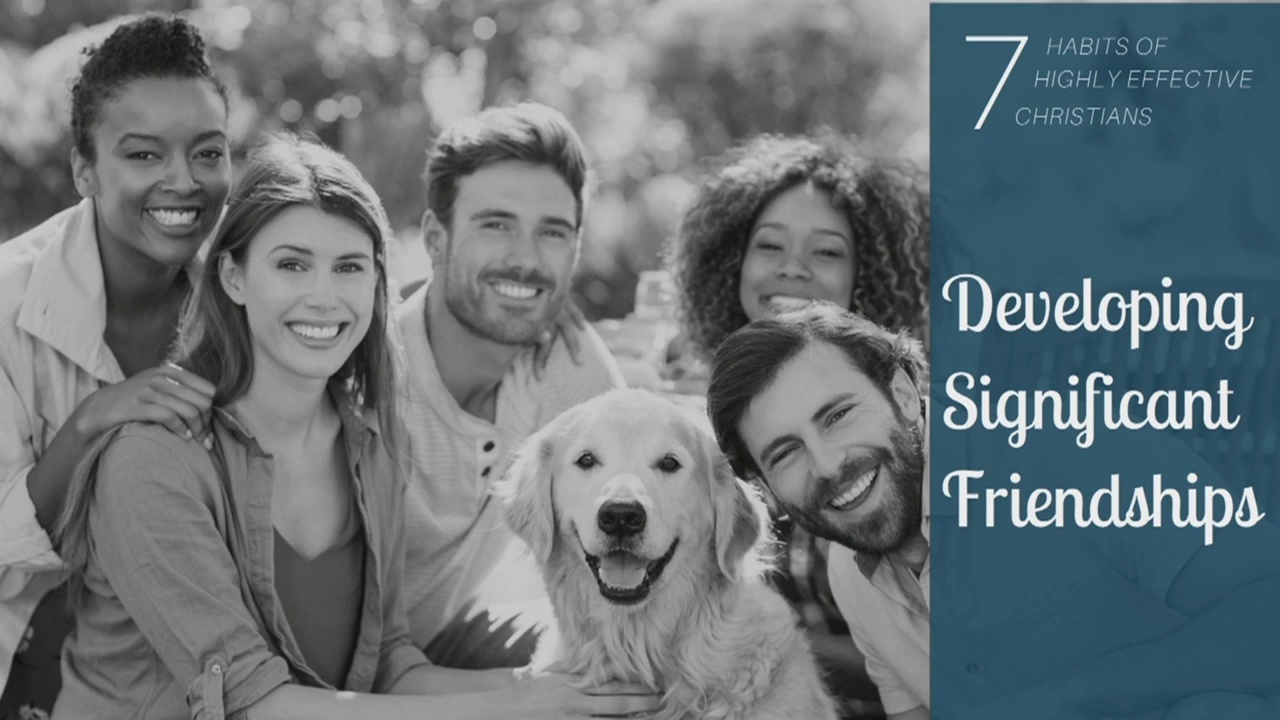 7 HABITS OF
HIGHLY EFFECTIVE
CHRISTIANS
Developing
Significant
Friendships